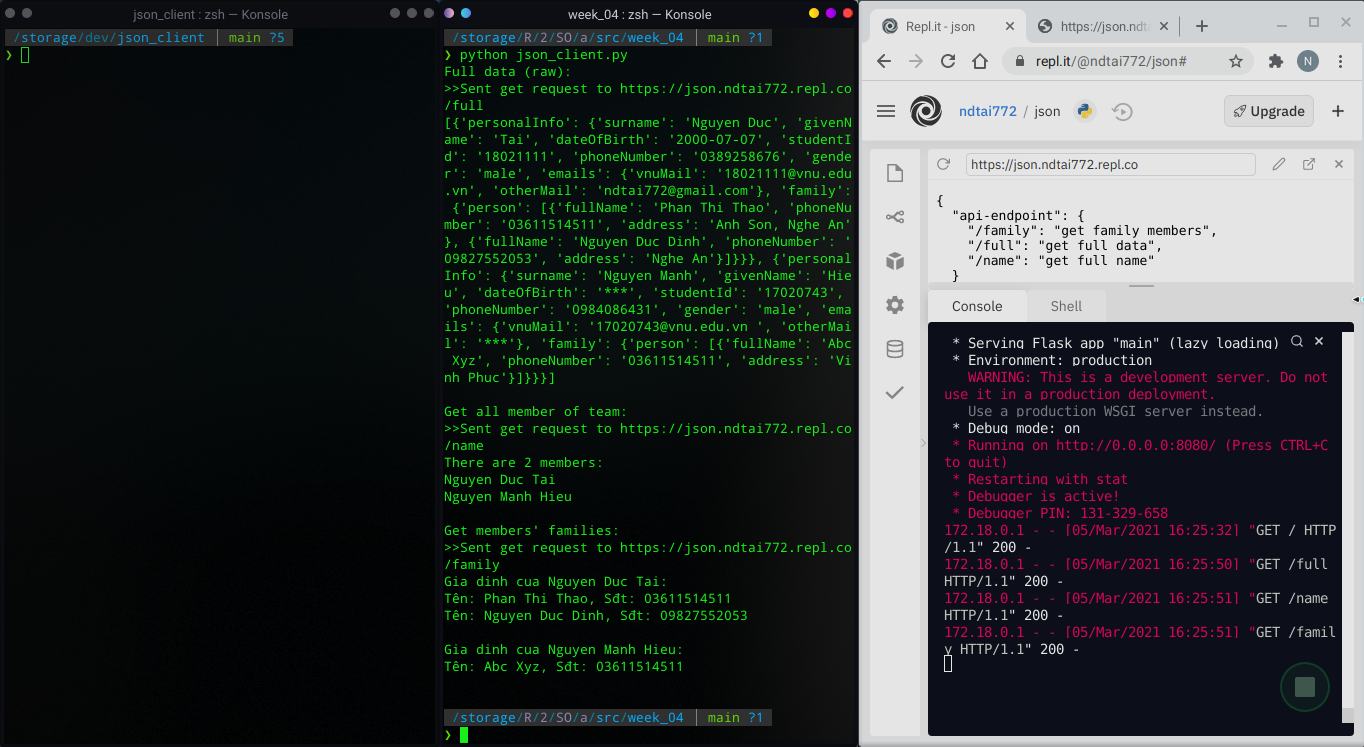 json_client : zsh — Konsole
/storage/dev/json_client | main ?5
❯
week_04 : zsh — Konsole
/storage/R/2/SO/a/src/week_04 | main ?1
❯ python json_client.py
Full data (raw):
>>Sent get request to https://json.ndtai772.repl.co
/full
[{'personalInfo': {'surname': 'Nguyen Duc', 'givenN
ame': 'Tai', 'dateOfBirth': '2000-07-07', 'studentI
d': '18021111', 'phoneNumber': '0389258676', 'gende
r': 'male', 'emails': {'vnuMail': '18021111@vnu.edu
.vn', 'otherMail': 'ndtai772@gmail.com'}, 'family':
 {'person': [{'fullName': 'Phan Thi Thao', 'phoneNu
mber': '03611514511', 'address': 'Anh Son, Nghe An'
}, {'fullName': 'Nguyen Duc Dinh', 'phoneNumber': '
09827552053', 'address': 'Nghe An'}]}}}, {'personal
Info': {'surname': 'Nguyen Manh', 'givenName': 'Hie
u', 'dateOfBirth': '***', 'studentId': '17020743',
'phoneNumber': '0984086431', 'gender': 'male', 'ema
ils': {'vnuMail': '17020743@vnu.edu.vn ', 'otherMai
l': '***'}, 'family': {'person': [{'fullName': 'Abc
 Xyz', 'phoneNumber': '03611514511', 'address': 'Vi
nh Phuc'}]}}}]
Get all member of team:
>>Sent get request to https://json.ndtai772.repl.co
/name
There are 2 members:
Nguyen Duc Tai
Nguyen Manh Hieu
Get members' families:
>>Sent get request to https://json.ndtai772.repl.co
/family
Gia dinh cua Nguyen Duc Tai:
Tên: Phan Thi Thao, Sđt: 03611514511
Tên: Nguyen Duc Dinh, Sđt: 09827552053
Gia dinh cua Nguyen Manh Hieu:
Tên: Abc Xyz, Sđt: 03611514511
/storage/R/2/SO/a/src/week_04 | main ?1
❯
Repl.it - json
https://json.ndt
repl.it/@ndtai772/json#
N
ndtai772 / json
Upgrade
https://json.ndtai772.repl.co
{
"api-endpoint": {
"/family": "get family members",
"/full": "get full data",
"/name": "get full name"
}
Console
Shell
* Serving Flask app "main" (lazy loading)
* Environment: production
WARNING: This is a development server. Do not
use it in a production deployment.
Use a production WSGI server instead.
* Debug mode: on
* Running on http://0.0.0.0:8080/ (Press CTRL+C
to quit)
* Restarting with stat
* Debugger is active!
* Debugger PIN: 131-329-658
172.18.0.1 - - [05/Mar/2021 16:25:32] "GET / HTTP
/1.1" 200 -
172.18.0.1 - - [05/Mar/2021 16:25:50] "GET /full
HTTP/1.1" 200 -
172.18.0.1 - - [05/Mar/2021 16:25:51] "GET /name
HTTP/1.1" 200 -
172.18.0.1 - - [05/Mar/2021 16:25:51] "GET /famil
y HTTP/1.1" 200 -